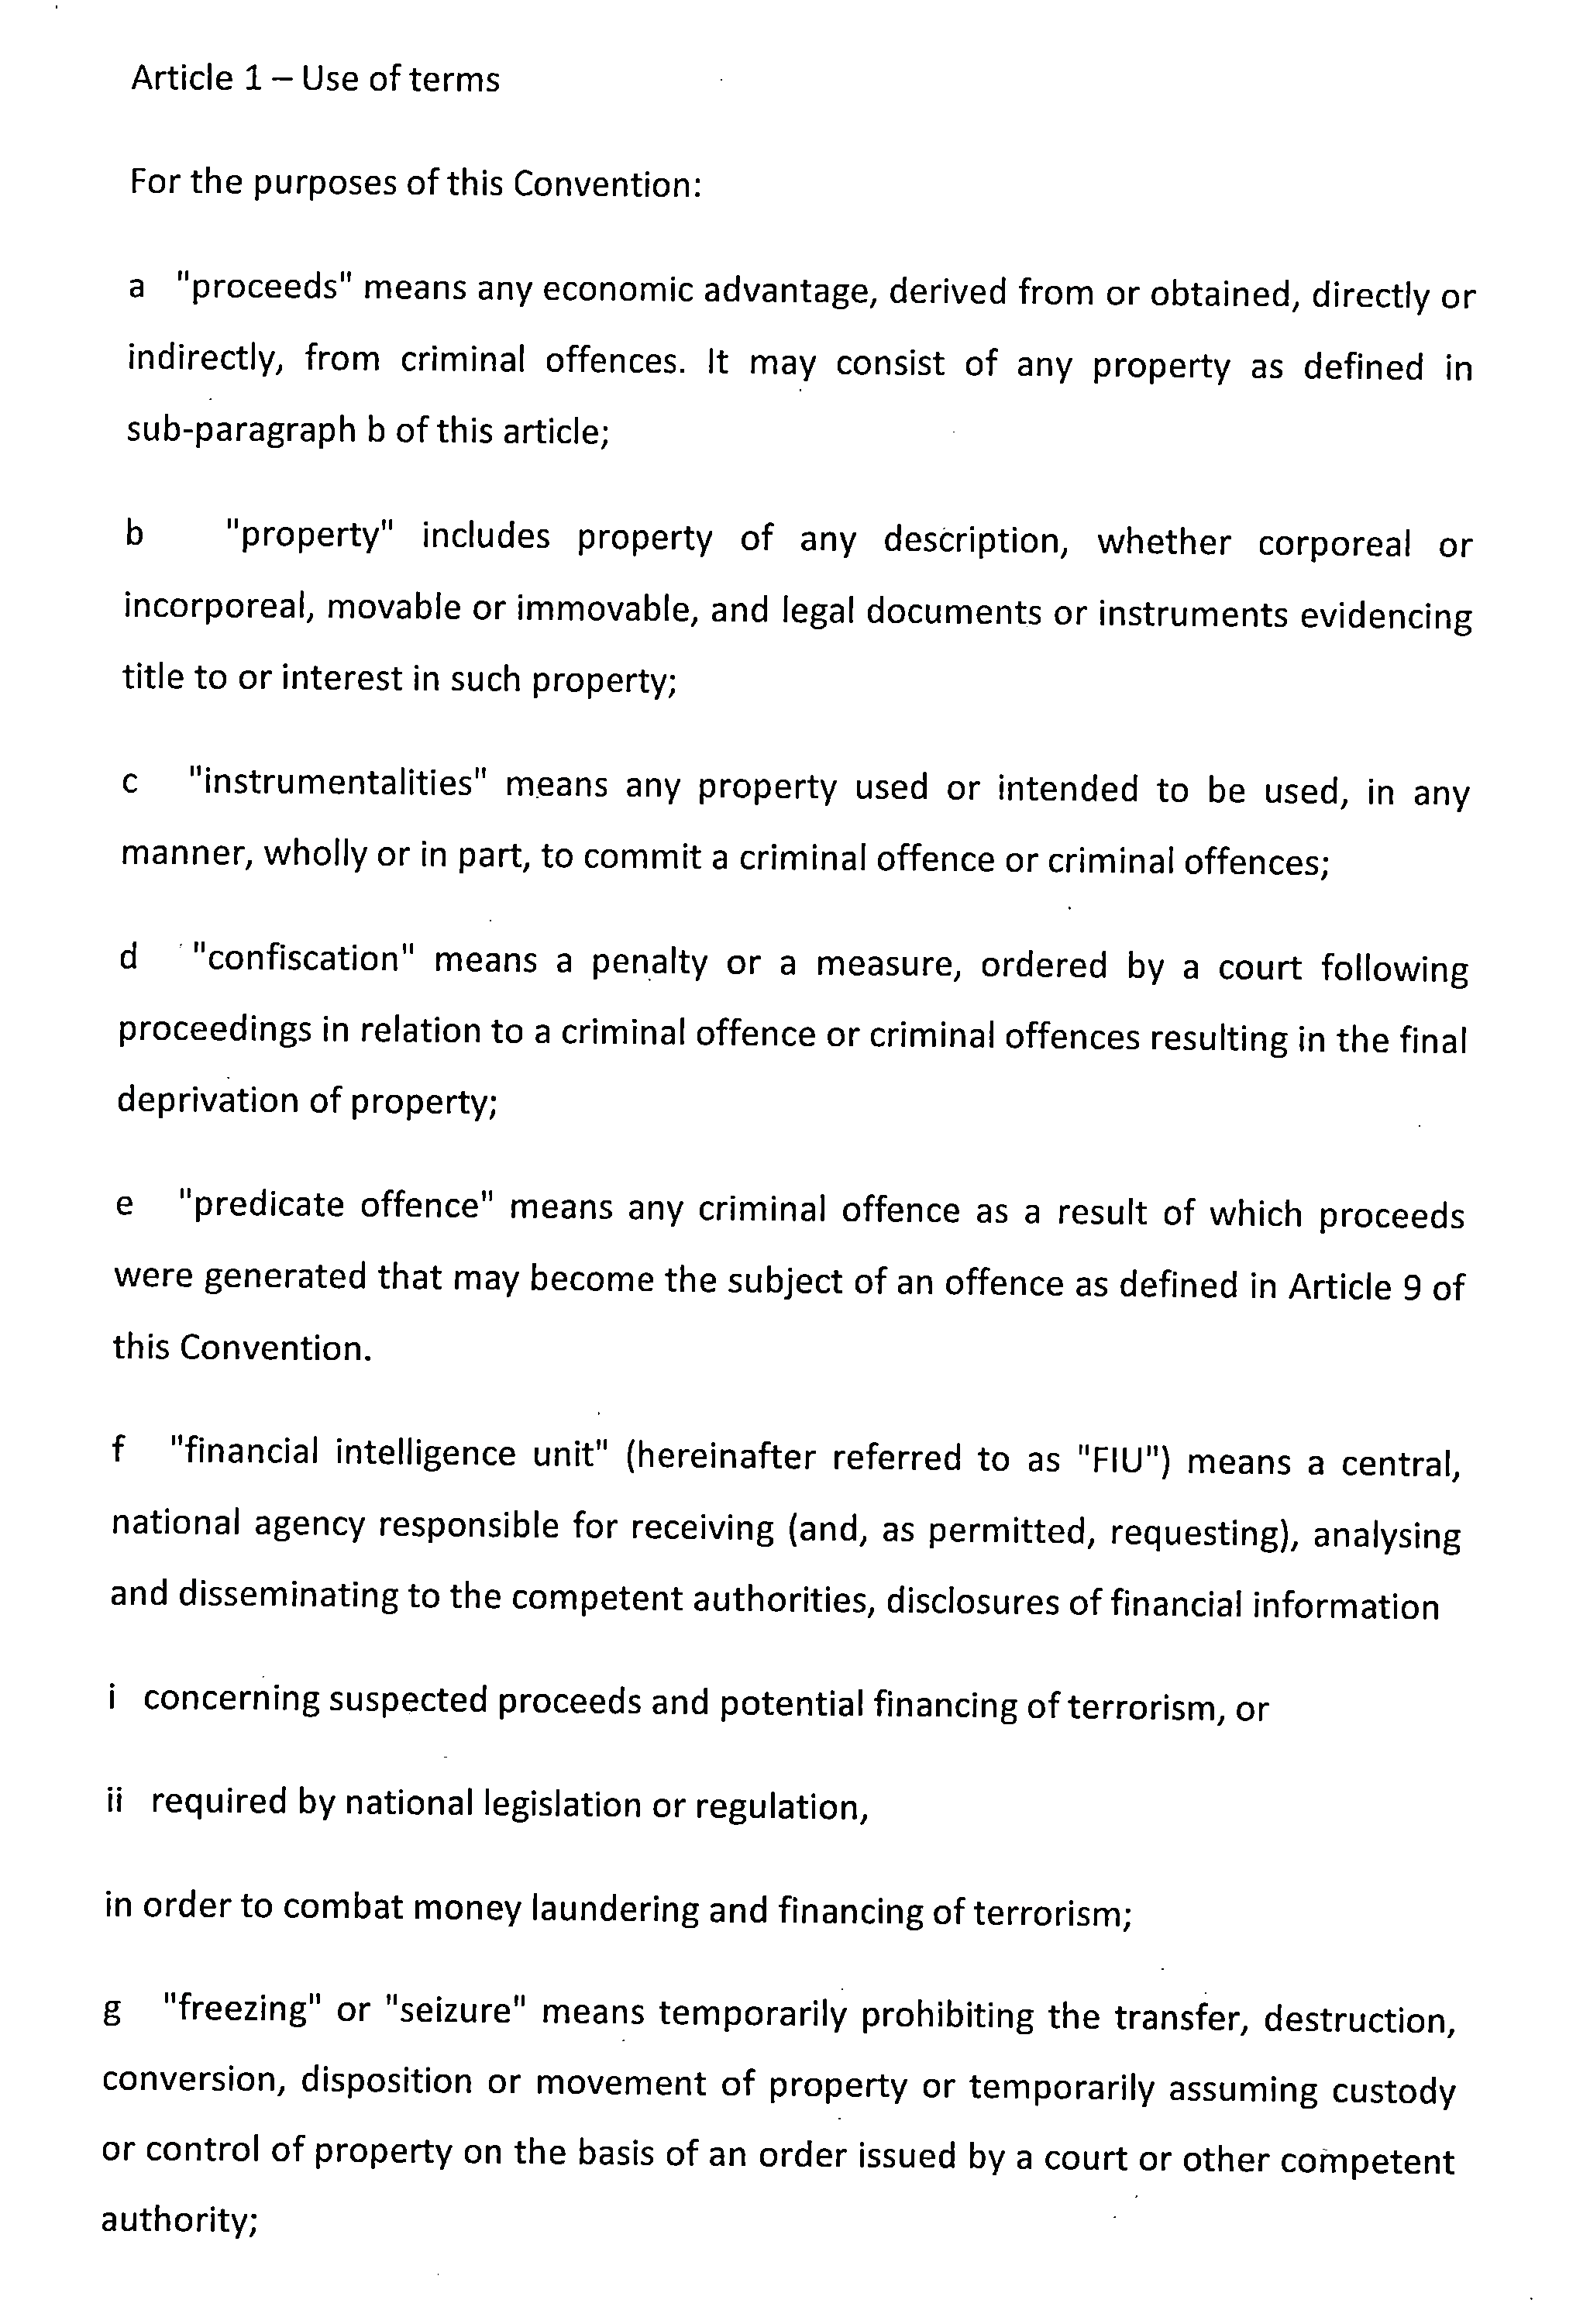 Article 1 – Use of terms
For the purposes of this Convention:
a "proceeds" means any economic advantage, derived from or obtained, directly or
indirectly, from criminal offences. It may consist of any property as defined in
sub-paragraph b of this article;
b "property" includes property of any description, whether corporeal or
incorporeal, movable or immovable, and legal documents or instruments evidencing
title to or interest in such property;
c "instrumentalities" means any property used or intended to be used, in any
manner, wholly or in part, to commit a criminal offence or criminal offences;
d "confiscation" means a penalty or a measure, ordered by a court following
proceedings in relation to a criminal offence or criminal offences resulting in the final
deprivation of property;
e "predicate offence" means any criminal offence as a result of which proceeds
were generated that may become the subject of an offence as defined in Article 9 of
this Convention.
f "financial intelligence unit" (hereinafter referred to as "FIU") means a central,
national agency responsible for receiving (and, as permitted, requesting), analysing
and disseminating to the competent authorities, disclosures of financial information
i concerning suspected proceeds and potential financing of terrorism, or
ii required by national legislation or regulation,
in order to combat money laundering and financing of terrorism;
g "freezing" or "seizure" means temporarily prohibiting the transfer, destruction,
conversion, disposition or movement of property or temporarily assuming custody
or control of property on the basis of an order issued by a court or other competent
authority;